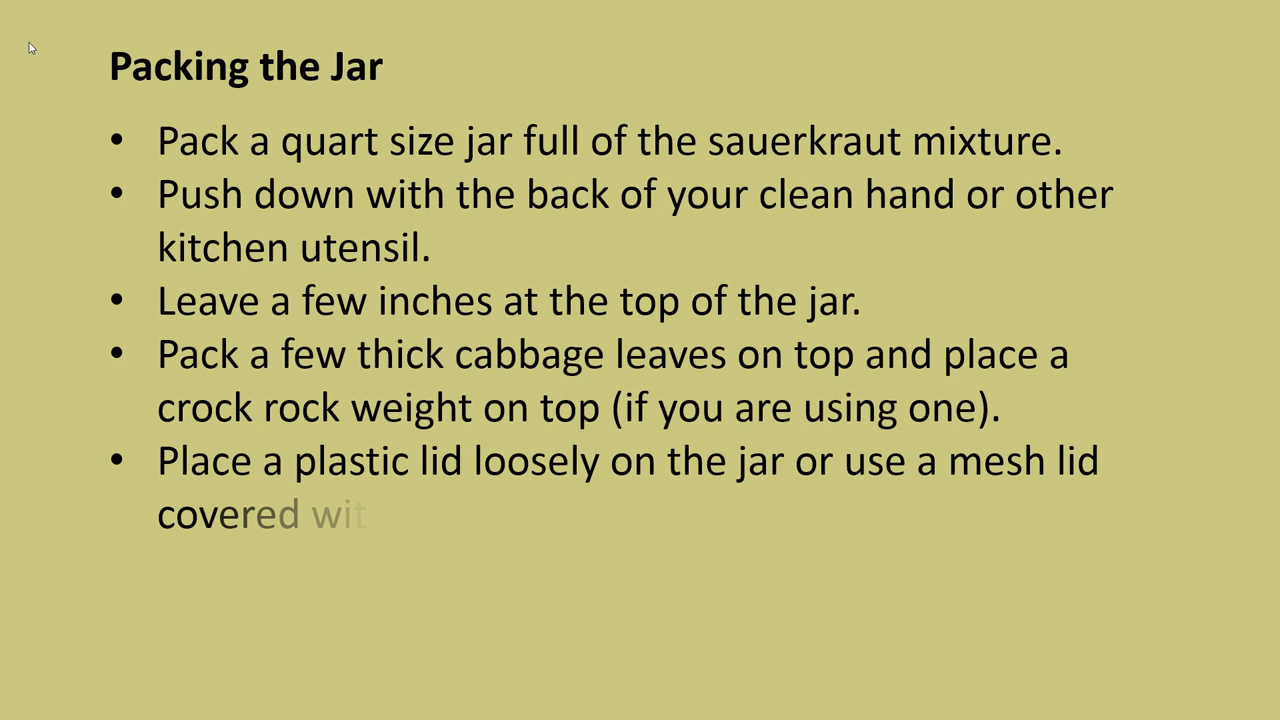 Packing the Jar
• Pack a quart size jar full of the sauerkraut mixture.
• Push down with the back of your clean hand or other
kitchen utensil.
• Leave a few inches at the top of the jar.
• Pack a few thick cabbage leaves on top and place a
crock rock weight on top (if you are using one).
• Place a plastic lid loosely on the jar or use a mesh lid
covered wit